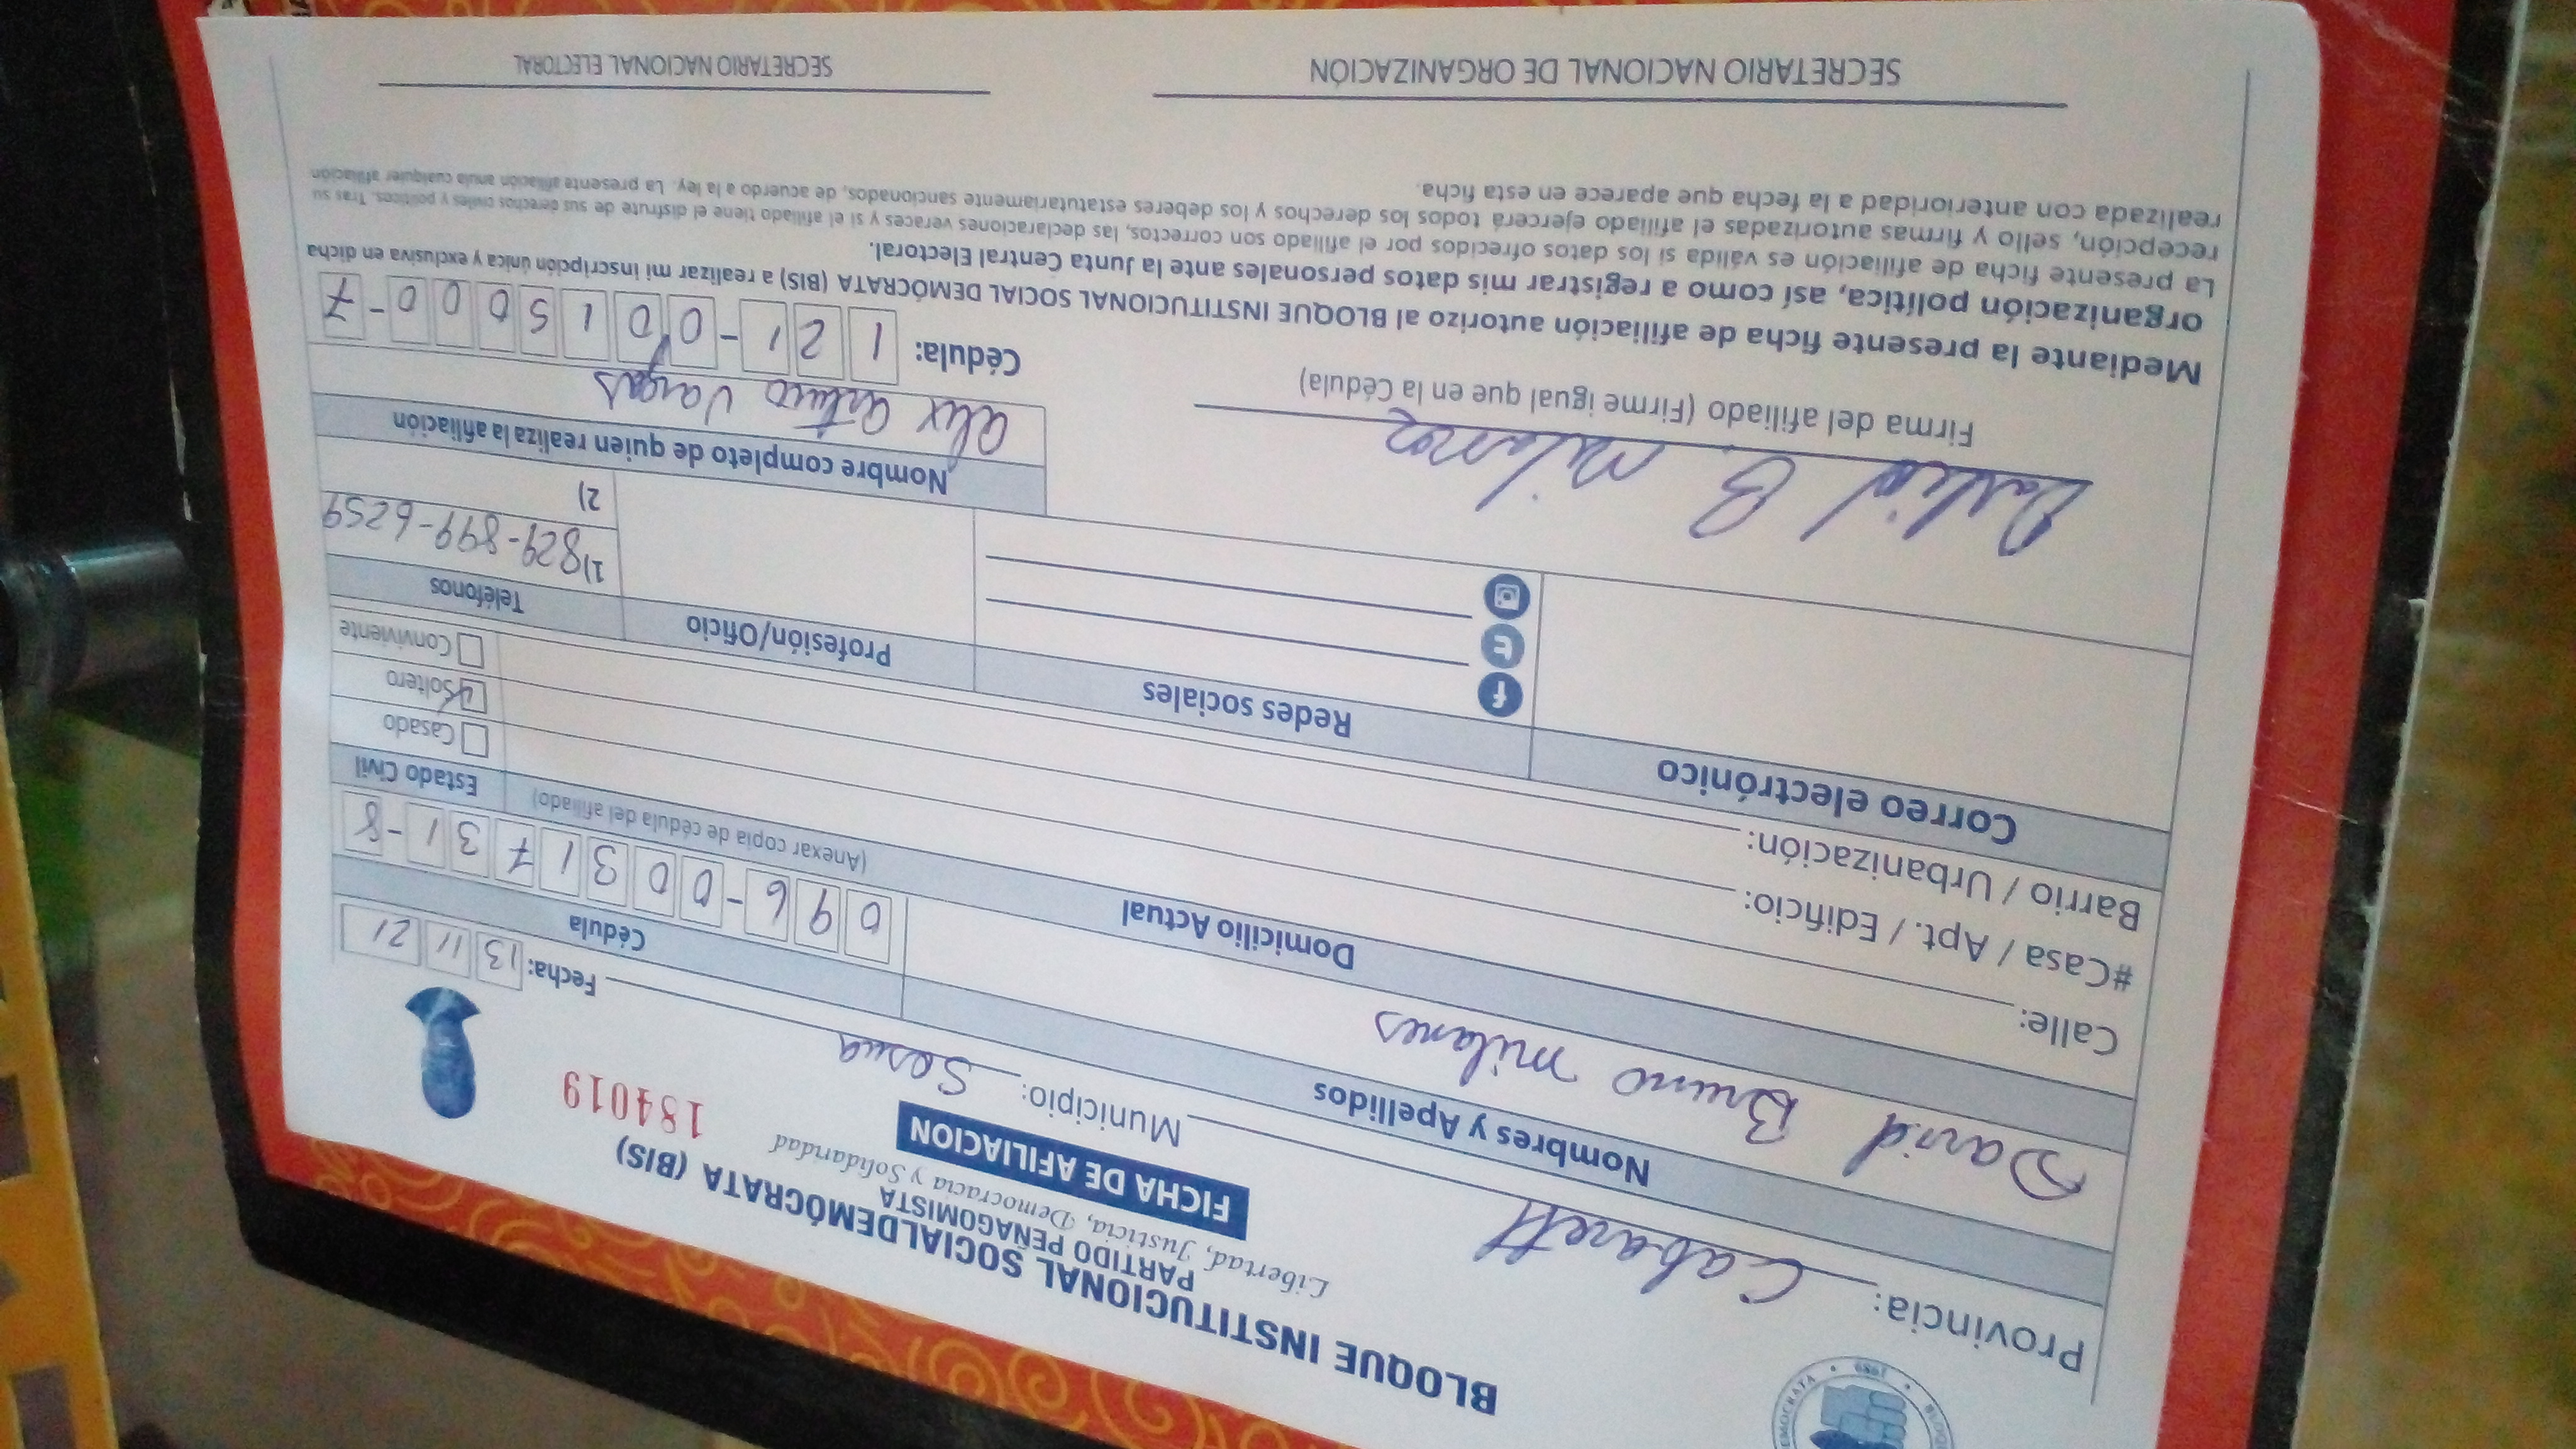 BLOQUE INSTITUCIONAL SOCIALDEMÓCRATA (BIS)
PARTIDO PEÑAGOMISTA
Libertad, Justicia, Democracia y Solidaridad
FICHA DE AFILIACION
184019
1989
Provincia: Cabarett Municipio: Sosua Fecha: 13 11 21
Nombres y Apellidos Cédula
David Bruno milanes 096-0031731-8
Domicilio Actual (Anexar copia de cédula del afiliado) Estado Civil
Calle:
#Casa / Apt. / Edificio:
Barrio / Urbanización:
Casado
Soltero
Conviviente
Correo electrónico Redes sociales Profesión/Oficio Teléfonos
1) 829-899-6259
2)
David B. Milanes
Firma del afiliado (Firme igual que en la Cédula)
Nombre completo de quien realiza la afiliación
alex arturo Vargas
Cédula: 121-0015000-7
Mediante la presente ficha de afiliación autorizo al BLOQUE INSTITUCIONAL SOCIAL DEMÓCRATA (BIS) a realizar mi inscripción única y exclusiva en dicha
organización política, así como a registrar mis datos personales ante la Junta Central Electoral.
La presente ficha de afiliación es válida si los datos ofrecidos por el afiliado son correctos, las declaraciones veraces y si el afiliado tiene el disfrute de sus derechos civiles y políticos. Tras su
recepción, sello y firmas autorizadas el afiliado ejercerá todos los derechos y los deberes estatutariamente sancionados, de acuerdo a la ley. La presente afiliación anula cualquier afiliación
realizada con anterioridad a la fecha que aparece en esta ficha.
SECRETARIO NACIONAL DE ORGANIZACIÓN SECRETARIO NACIONAL ELECTORAL